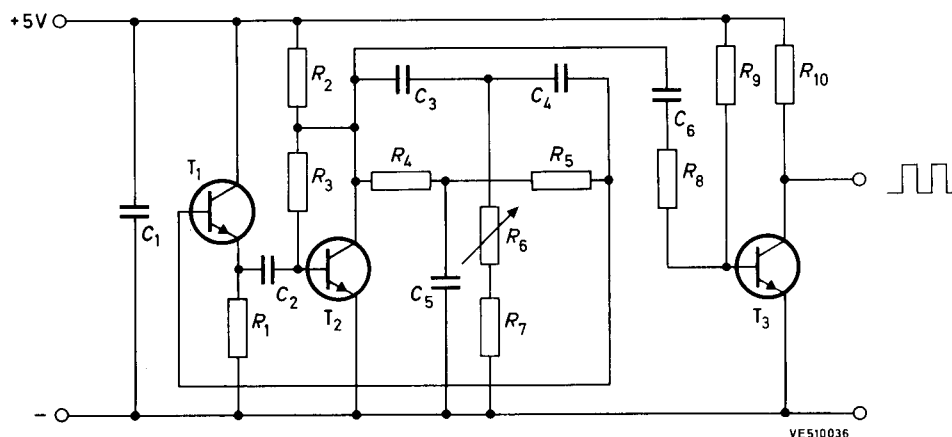 +5V
R2
C3
C4
R9
R10
C6
T1
R3
R4
R5
R8
C1
R6
C2
T2
C5
T3
R1
R7
−
VE510036